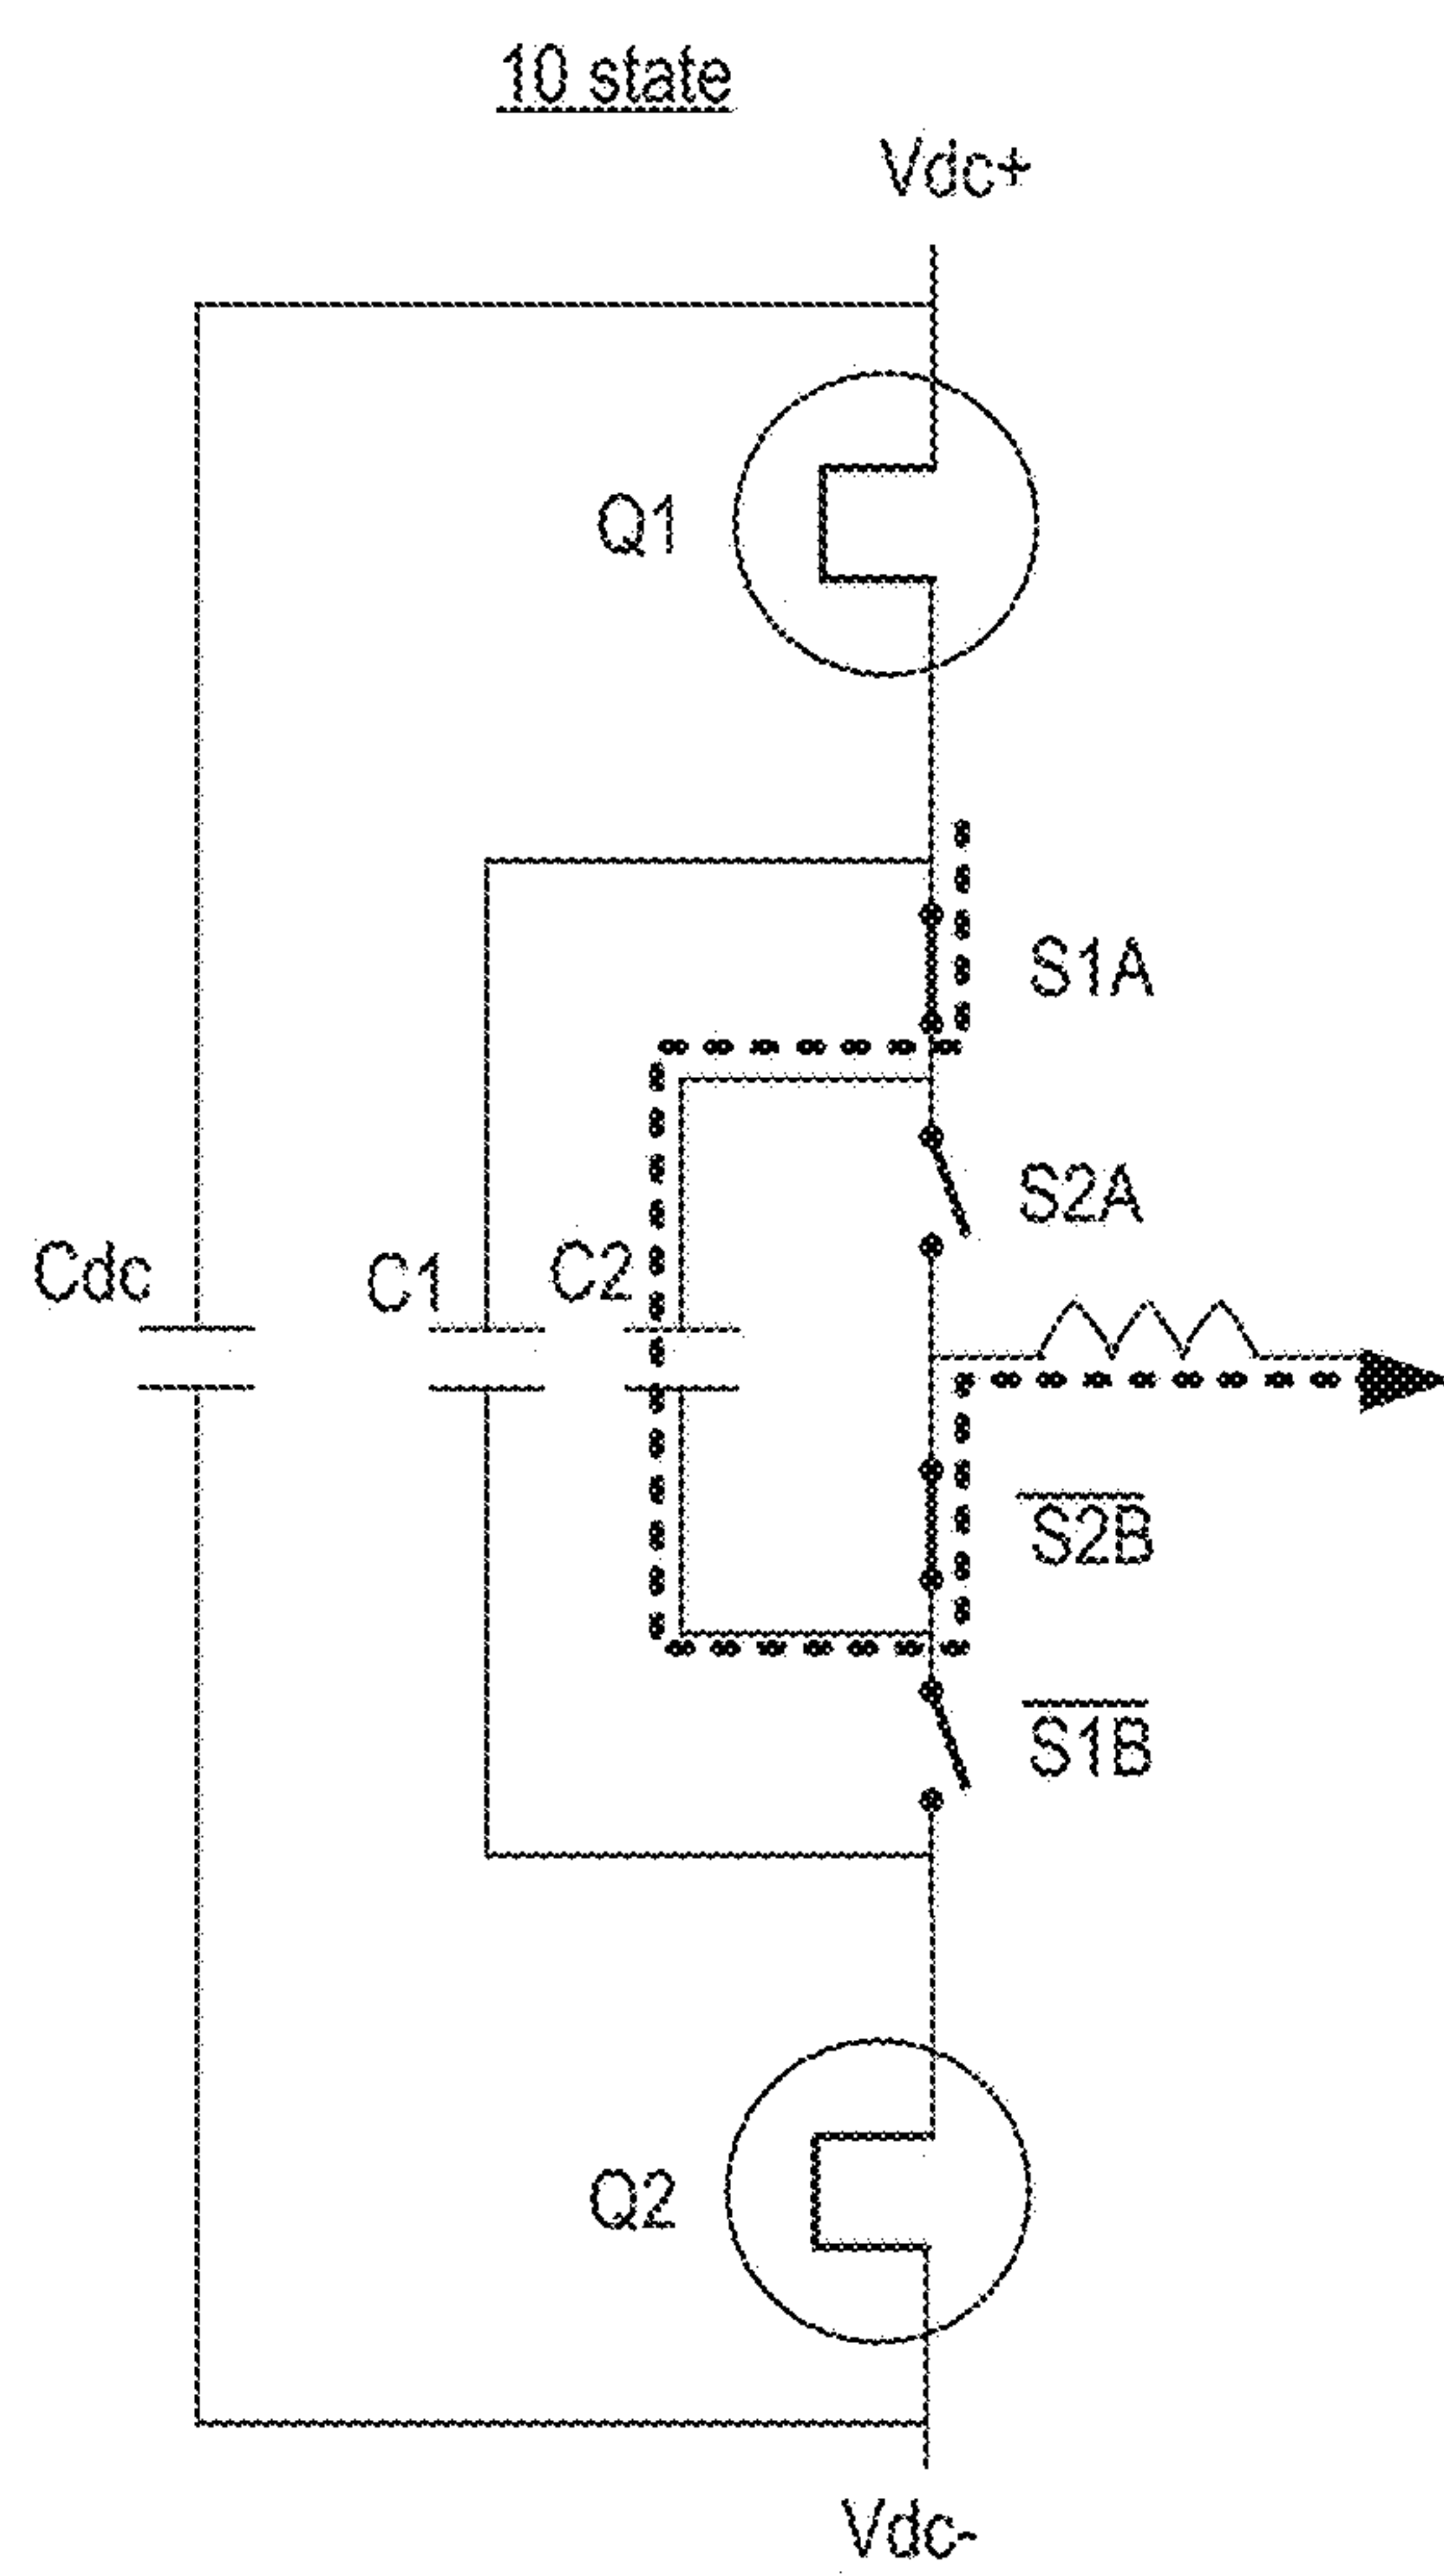 10 state
Vdc+
Q1
S1A
S2A
Cdc
C1
C2
S2B
S1B
Q2
Vdc-